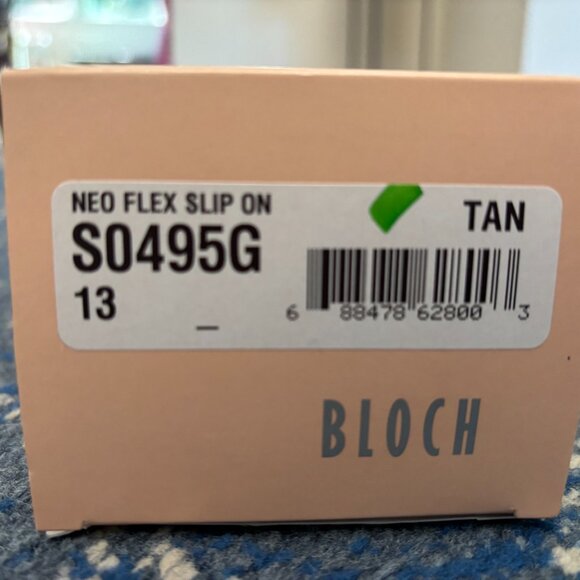 NEO FLEX SLIP ON
TAN
S0495G
13 _
6 88478 62800 3
BLOCH